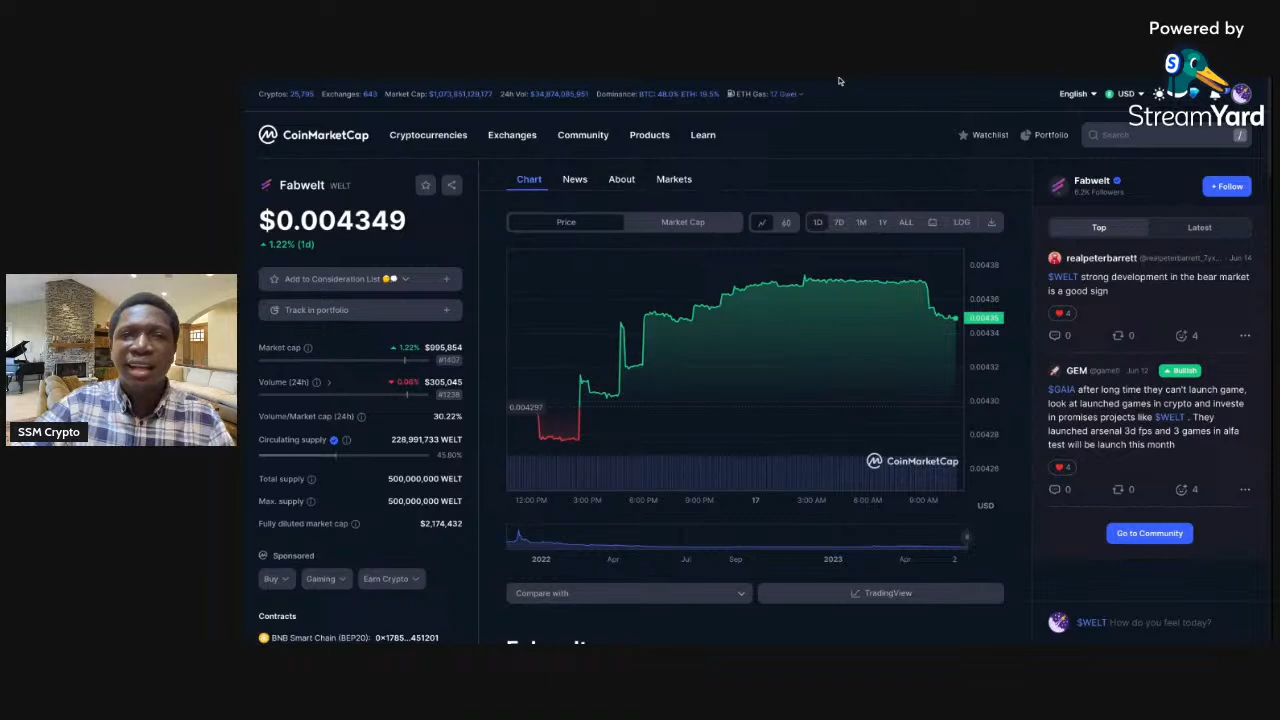 Powered by
StreamYard
Cryptos: 25,795 Exchanges: 643 Market Cap: $1,073,651,129,177 24h Vol: $34,874,095,951 Dominance: BTC: 48.0% ETH: 19.5% ETH Gas: 17 Gwei
English USD
CoinMarketCap Cryptocurrencies Exchanges Community Products Learn
Watchlist Portfolio Search /
Fabwelt WELT
$0.004349
1.22% (1d)
Add to Consideration List
Track in portfolio
Market cap 1.22% $995,854
#1407
Volume (24h) 0.06% $305,045
#1238
Volume/Market cap (24h) 30.22%
Circulating supply 228,991,733 WELT
45.80%
Total supply 500,000,000 WELT
Max. supply 500,000,000 WELT
Fully diluted market cap $2,174,432
Sponsored
Buy Gaming Earn Crypto
Contracts
BNB Smart Chain (BEP20): 0x1785...451201
Chart News About Markets
Price Market Cap
1D 7D 1M 1Y ALL LOG
0.00438
0.00436
0.00435
0.00434
0.00432
0.00430
0.00428
0.00426
0.004297
CoinMarketCap
12:00 PM 3:00 PM 6:00 PM 9:00 PM 17 3:00 AM 6:00 AM 9:00 AM
USD
2022 Apr Jul Sep 2023 Apr 2
Compare with
TradingView
Fabwelt
Fabwelt
6.2K Followers
+ Follow
Top Latest
realpeterbarrett @realpeterbarrett_7yx... Jun 14
$WELT strong development in the bear market
is a good sign
4
0 0 4
GEM @game0 Jun 12 Bullish
$GAIA after long time they can't launch game,
look at launched games in crypto and investe
in promises projects like $WELT . They
launched arsenal 3d fps and 3 games in alfa
test will be launch this month
4
0 0 4
Go to Community
$WELT How do you feel today?
SSM Crypto